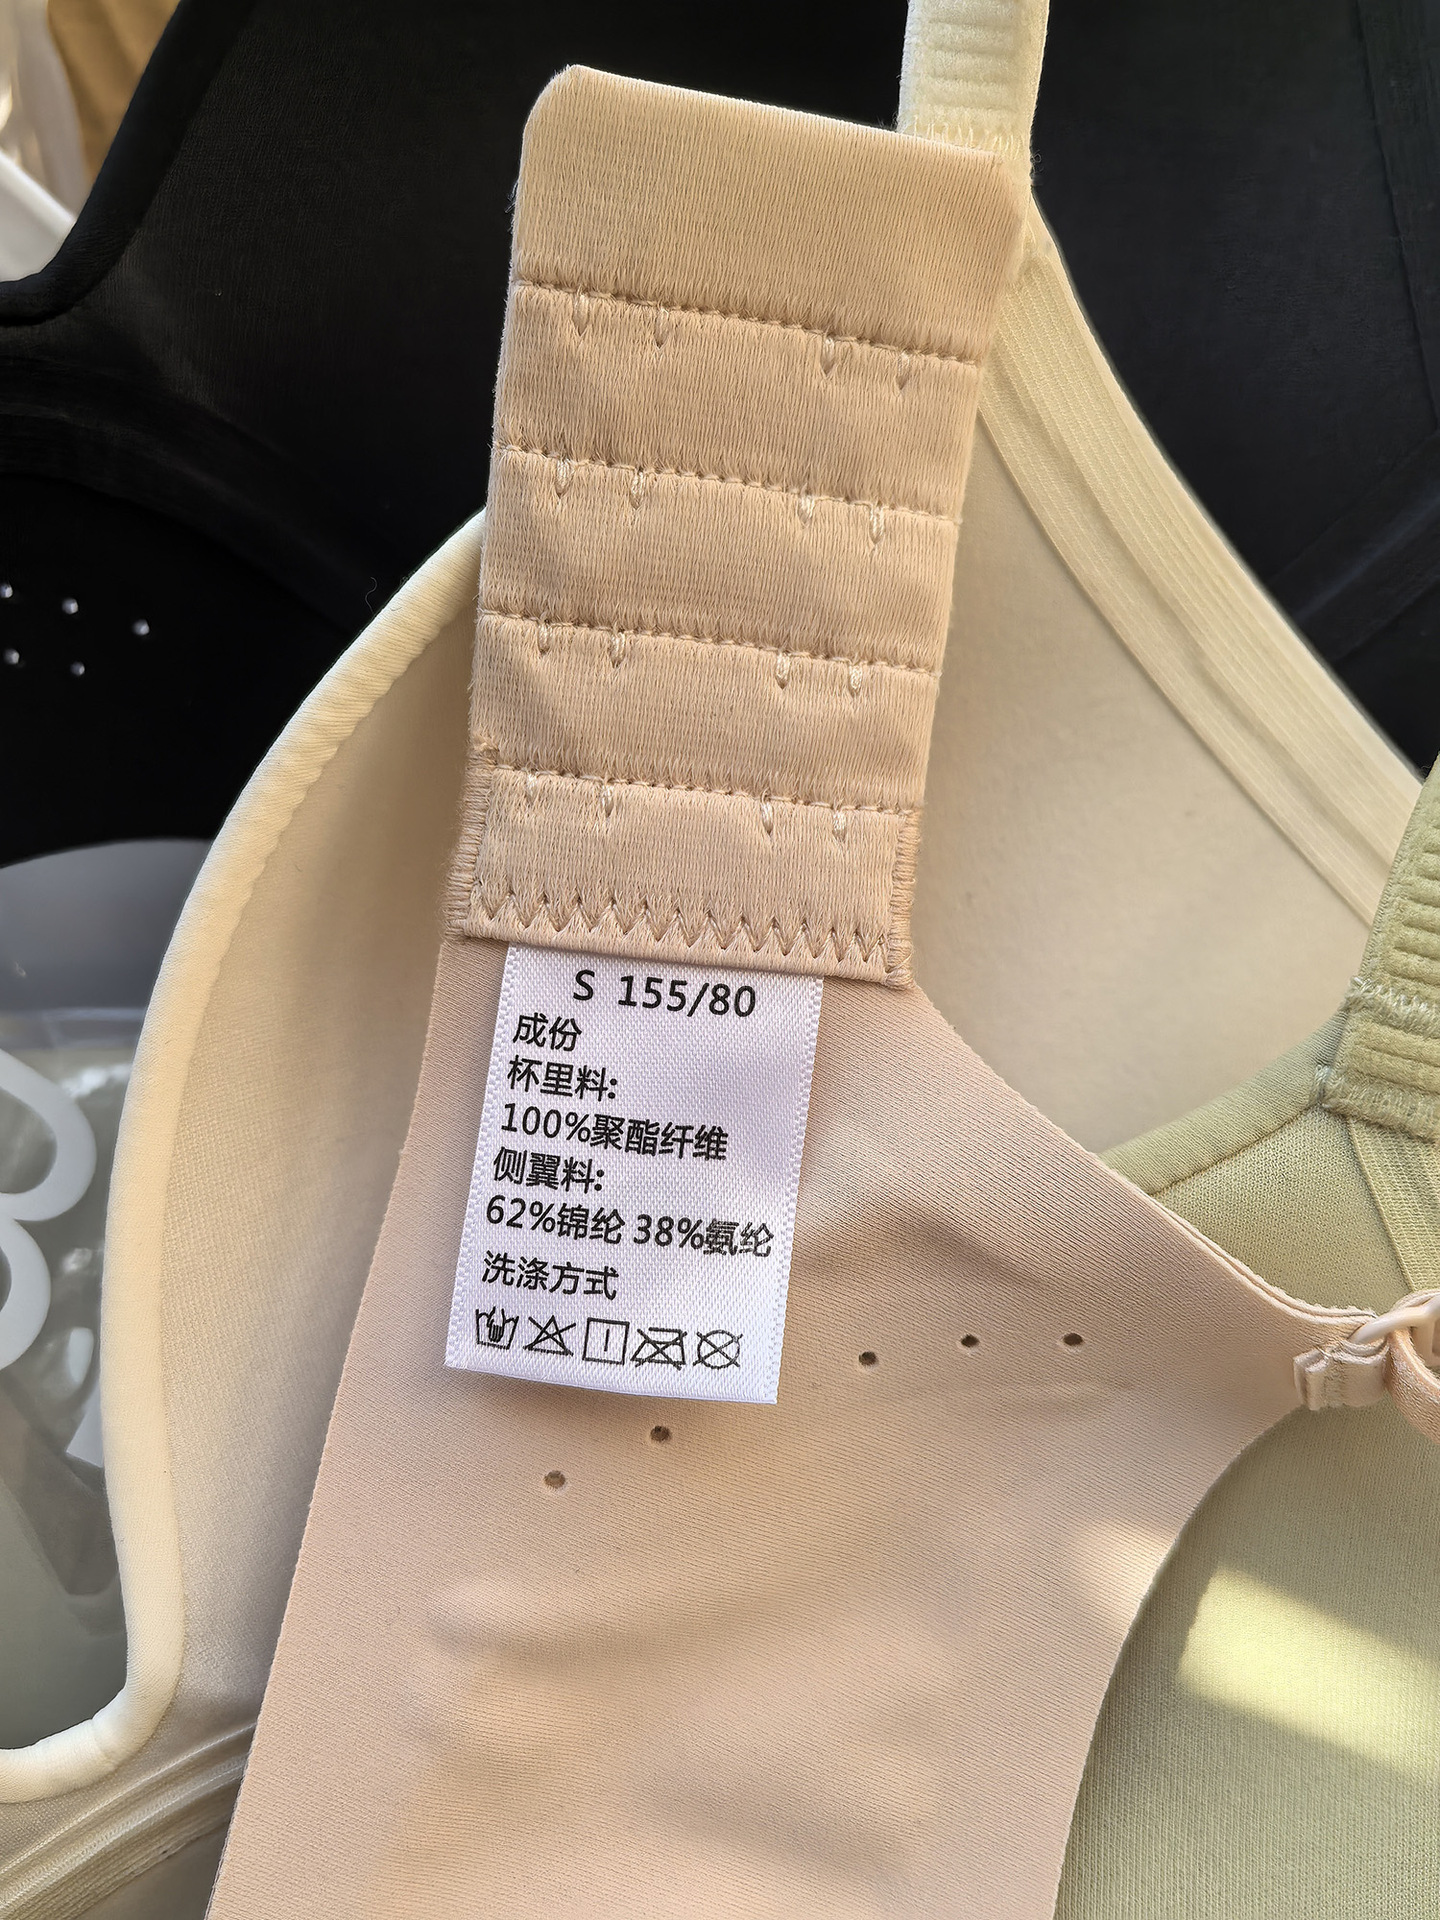 S 155/80
成份
杯里料:
100%聚酯纤维
侧翼料:
62%锦纶 38%氨纶
洗涤方式